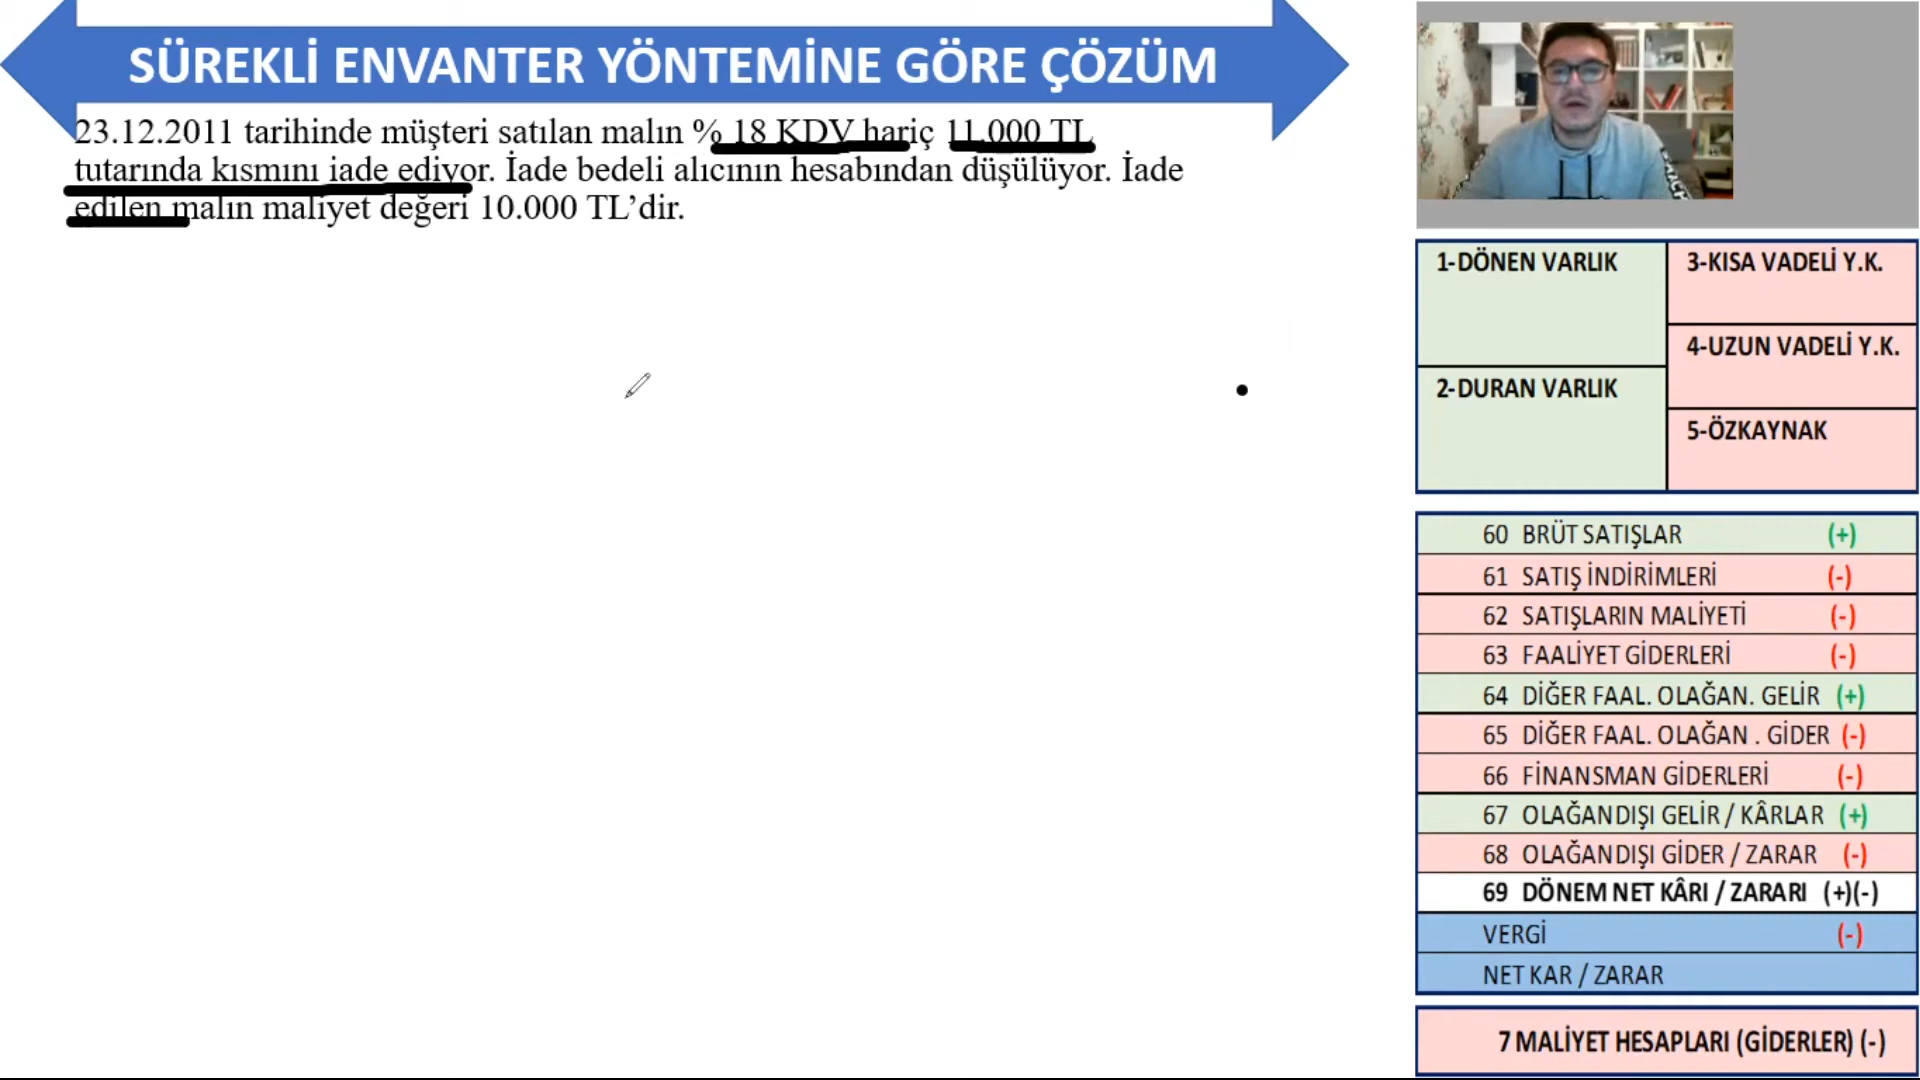 SÜREKLİ ENVANTER YÖNTEMİNE GÖRE ÇÖZÜM
23.12.2011 tarihinde müşteri satılan malın % 18 KDV hariç 11.000 TL
tutarında kısmını iade ediyor. İade bedeli alıcının hesabından düşülüyor. İade
edilen malın maliyet değeri 10.000 TL’dir.
1-DÖNEN VARLIK
2-DURAN VARLIK
3-KISA VADELİ Y.K.
4-UZUN VADELİ Y.K.
5-ÖZKAYNAK
60 BRÜT SATIŞLAR (+)
61 SATIŞ İNDİRİMLERİ (-)
62 SATIŞLARIN MALİYETİ (-)
63 FAALİYET GİDERLERİ (-)
64 DİĞER FAAL. OLAĞAN. GELİR (+)
65 DİĞER FAAL. OLAĞAN . GİDER (-)
66 FİNANSMAN GİDERLERİ (-)
67 OLAĞANDIŞI GELİR / KÂRLAR (+)
68 OLAĞANDIŞI GİDER / ZARAR (-)
69 DÖNEM NET KÂRI / ZARARI (+)(-)
VERGİ (-)
NET KAR / ZARAR
7 MALİYET HESAPLARI (GİDERLER) (-)